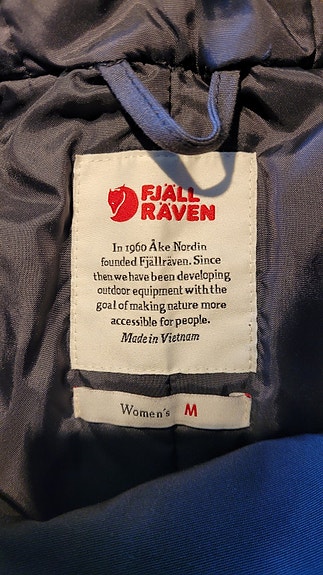 FJÄLL
RÄVEN
In 1960 Åke Nordin
founded Fjällräven. Since
then we have been developing
outdoor equipment with the
goal of making nature more
accessible for people.
Made in Vietnam
Women's M